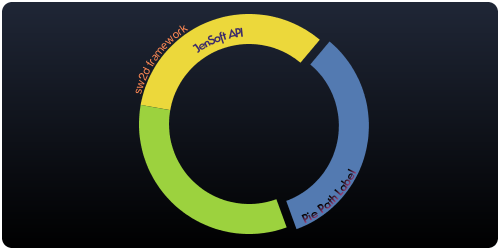 JenSoft API
sw2d framework
Pie Path Label